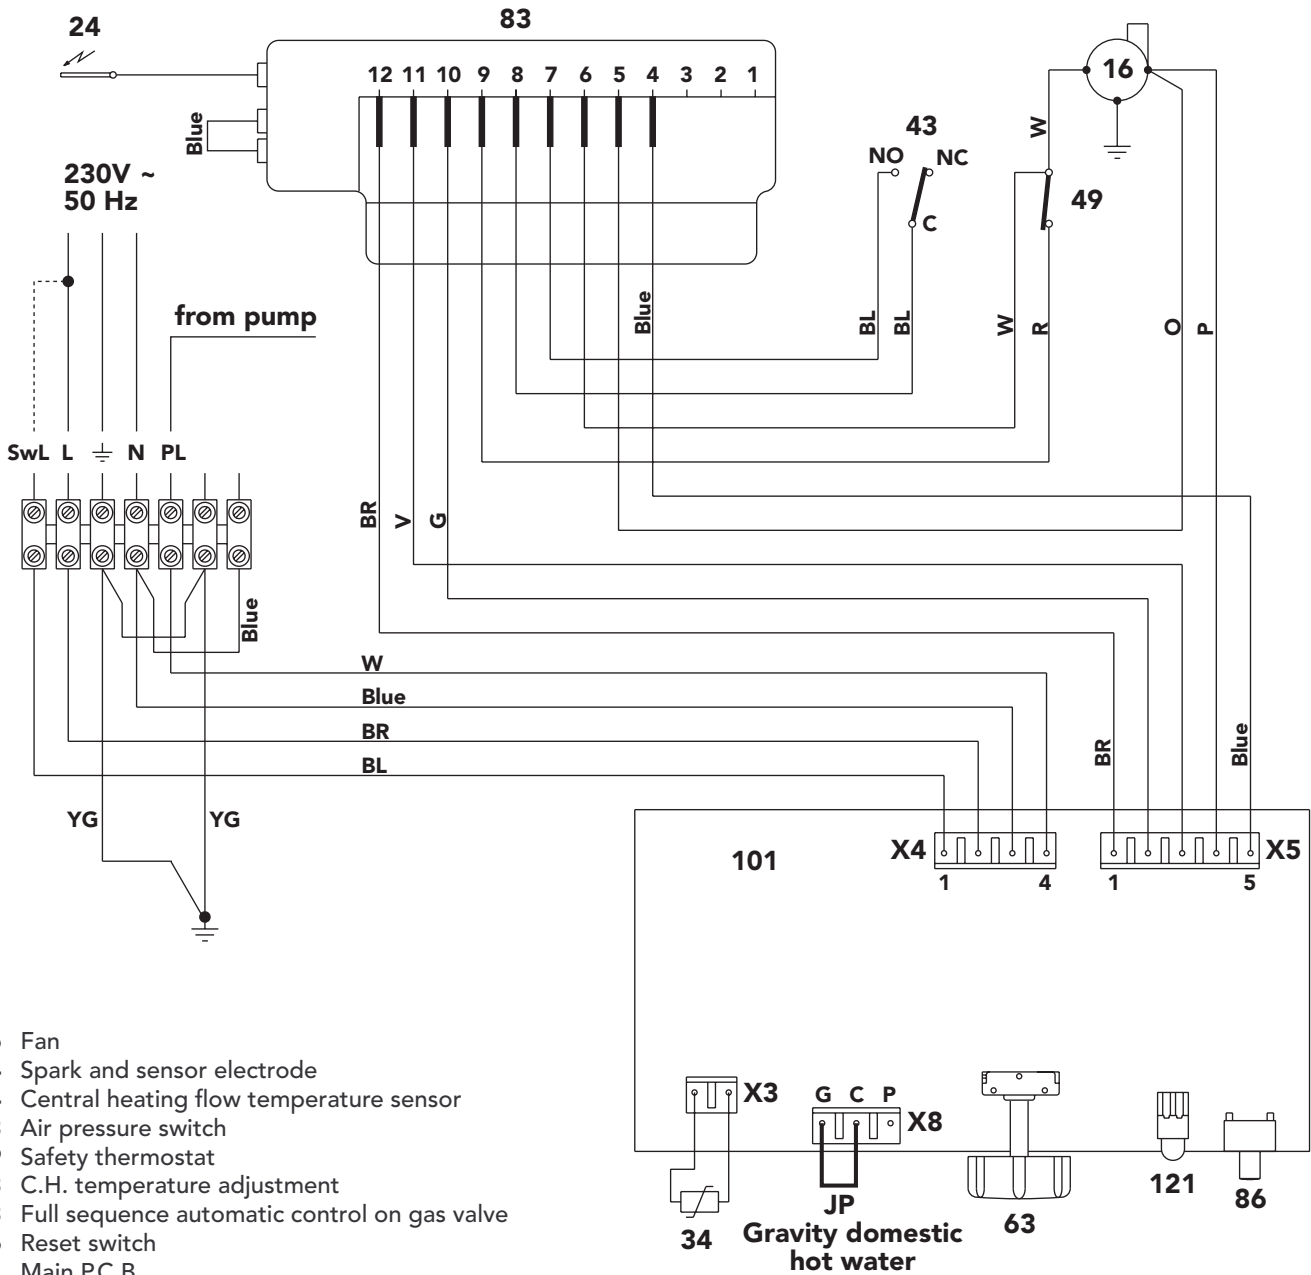 24
83
16
12 11 10 9 8 7 6 5 4 3 2 1
Blue
230V ~
50 Hz
43
NO NC
C
W
49
from pump
Blue
BL
BL
W
R
O
P
SwL L N PL
BR
V
G
Blue
W
Blue
BR
BL
BR
Blue
YG
YG
101
X4
1 4
X5
1 5
Fan
Spark and sensor electrode
Central heating flow temperature sensor
Air pressure switch
Safety thermostat
C.H. temperature adjustment
Full sequence automatic control on gas valve
Reset switch
Main P.C.B.
X3
G C P
X8
34
JP
Gravity domestic
hot water
63
121
86